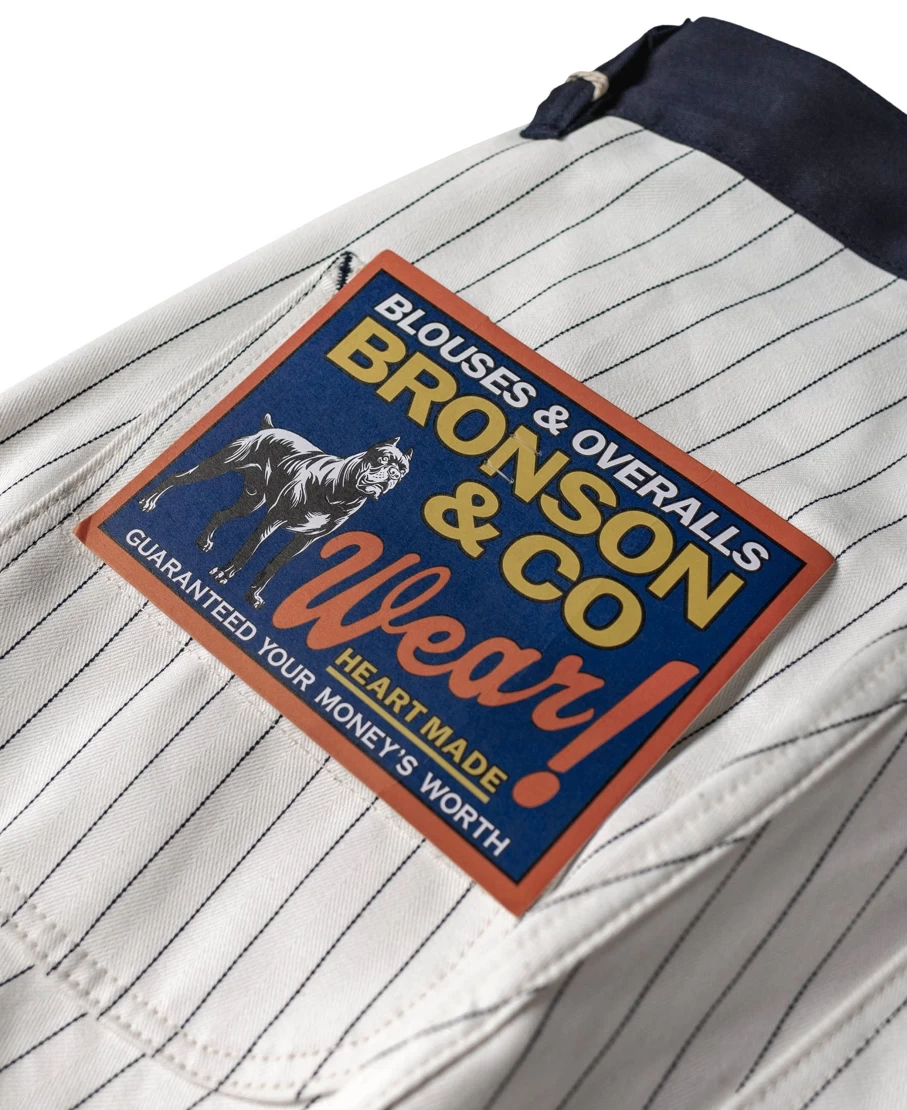 BLOUSES & OVERALLS
BRONSON
& CO
Wear!
HEART MADE
GUARANTEED YOUR MONEY'S WORTH